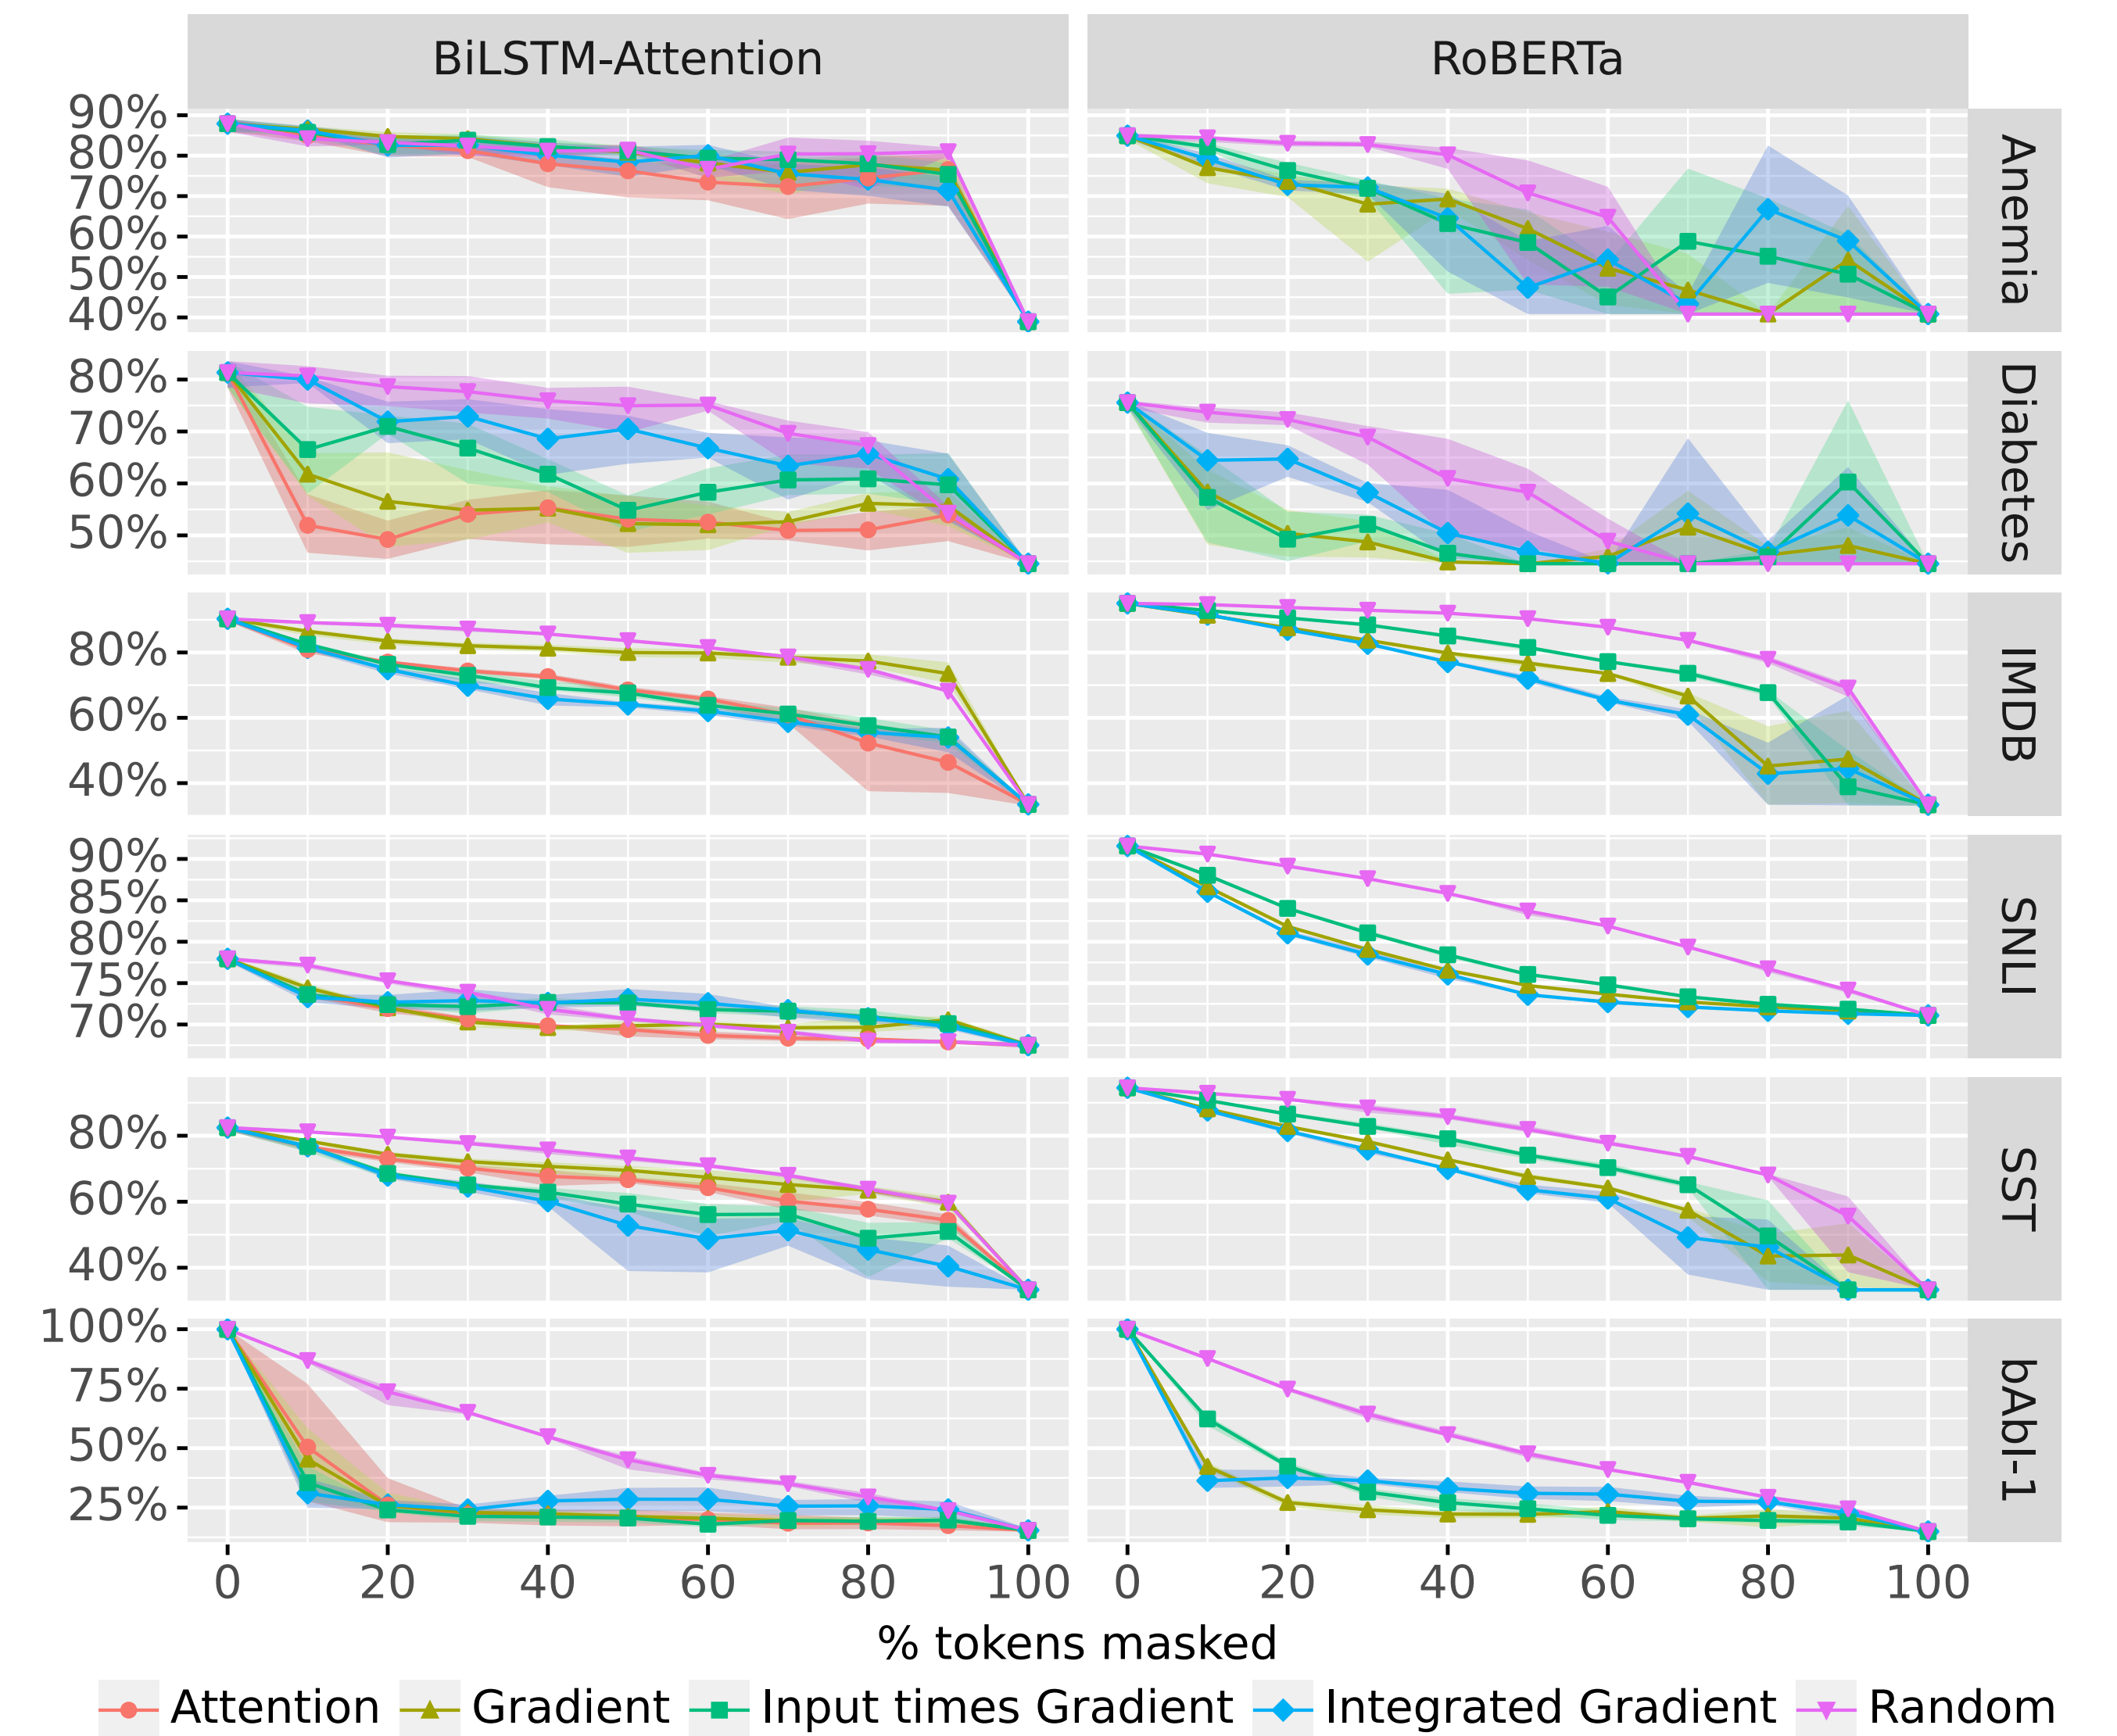 BiLSTM-Attention RoBERTa
90%
80%
70%
60%
50%
40%
Anemia
80%
70%
60%
50%
Diabetes
80%
60%
40%
IMDB
90%
85%
80%
75%
70%
SNLI
80%
60%
40%
SST
100%
75%
50%
25%
bAbI-1
0 20 40 60 80 100 0 20 40 60 80 100
% tokens masked
Attention Gradient Input times Gradient Integrated Gradient Random